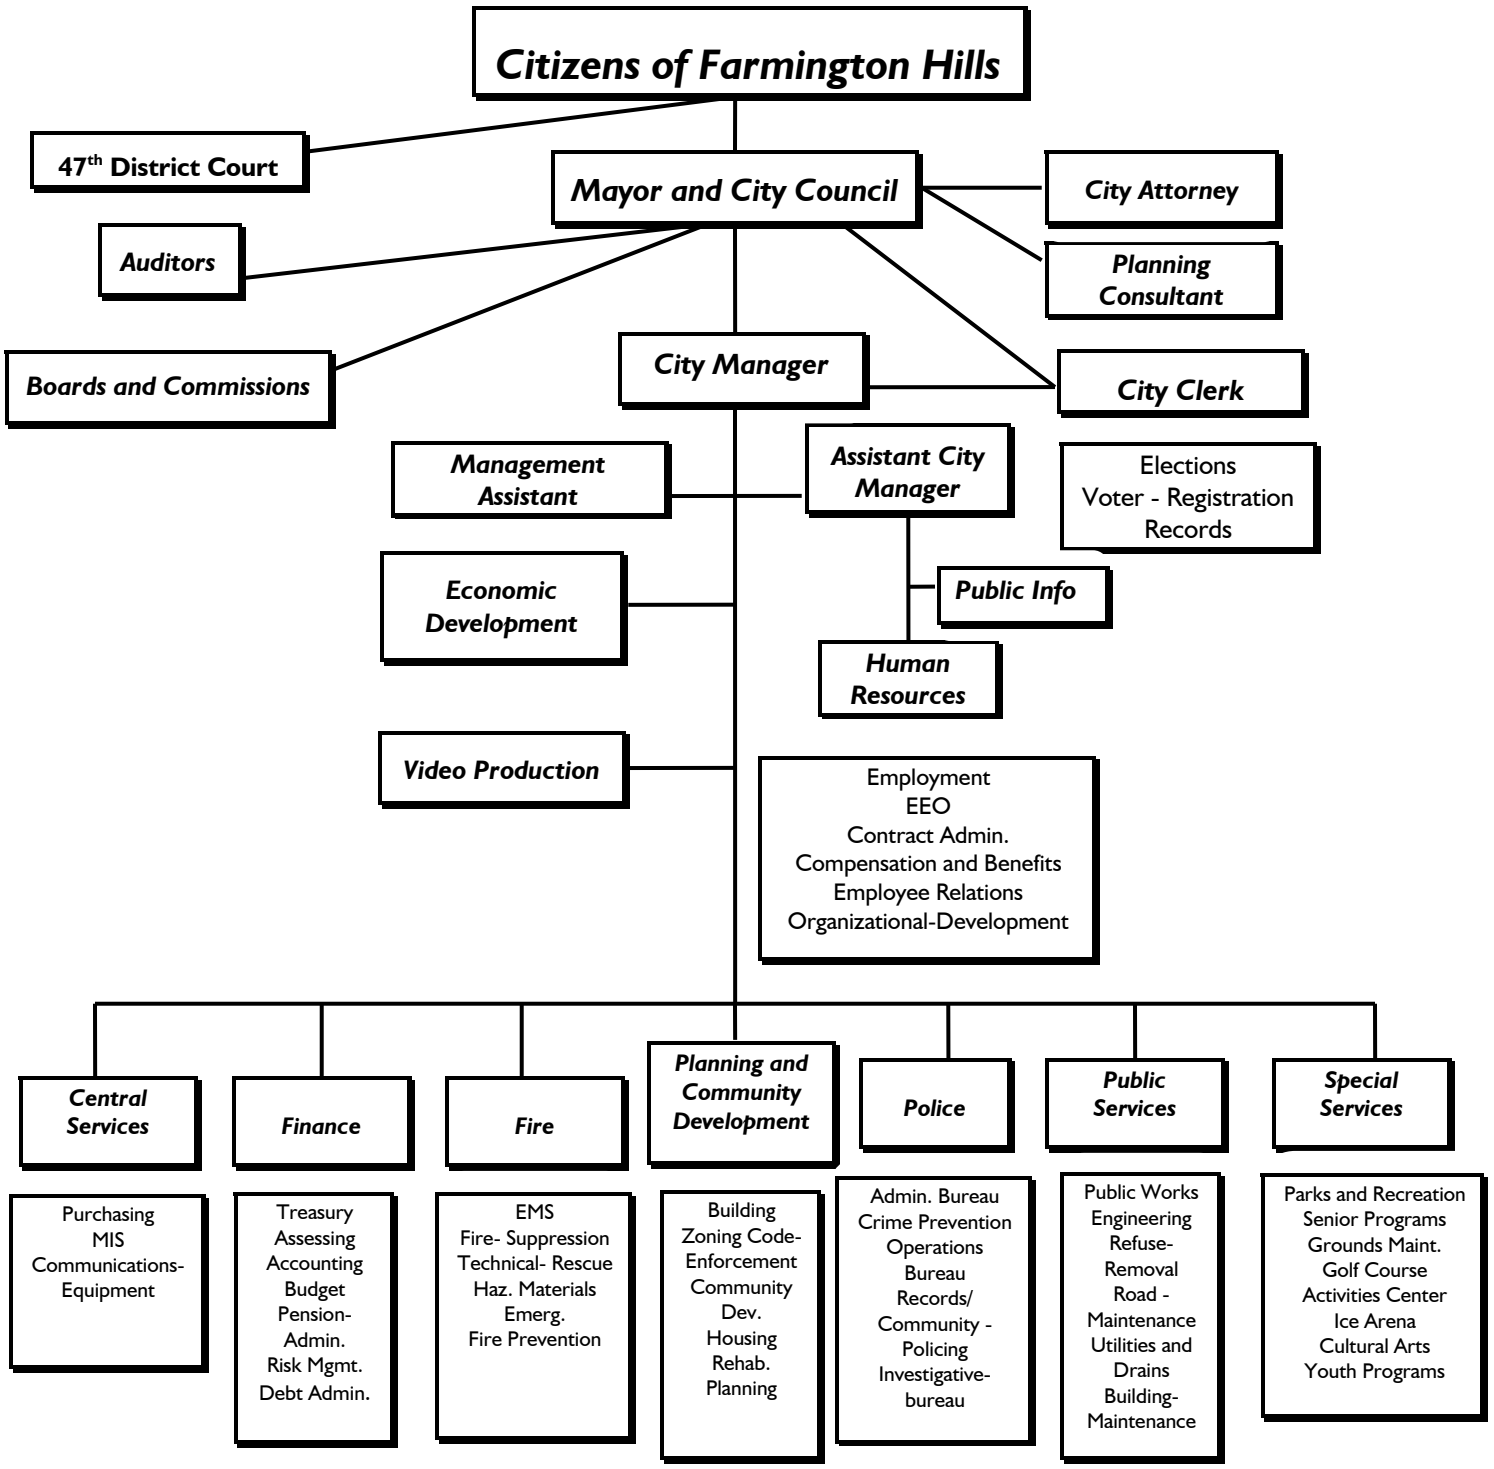 Citizens of Farmington Hills
47th District Court
Mayor and City Council
City Attorney
Auditors
Planning
Consultant
Boards and Commissions
City Manager
City Clerk
Management
Assistant
Assistant City
Manager
Elections
Voter - Registration
Records
Economic
Development
Public Info
Human
Resources
Video Production
Employment
EEO
Contract Admin.
Compensation and Benefits
Employee Relations
Organizational-Development
Central
Services
Finance
Fire
Planning and
Community
Development
Police
Public
Services
Special
Services
Purchasing
MIS
Communications-
Equipment
Treasury
Assessing
Accounting
Budget
Pension-
Admin.
Risk Mgmt.
Debt Admin.
EMS
Fire- Suppression
Technical- Rescue
Haz. Materials
Emerg.
Fire Prevention
Building
Zoning Code-
Enforcement
Community
Dev.
Housing
Rehab.
Planning
Admin. Bureau
Crime Prevention
Operations
Bureau
Records/
Community -
Policing
Investigative-
bureau
Public Works
Engineering
Refuse-
Removal
Road -
Maintenance
Utilities and
Drains
Building-
Maintenance
Parks and Recreation
Senior Programs
Grounds Maint.
Golf Course
Activities Center
Ice Arena
Cultural Arts
Youth Programs